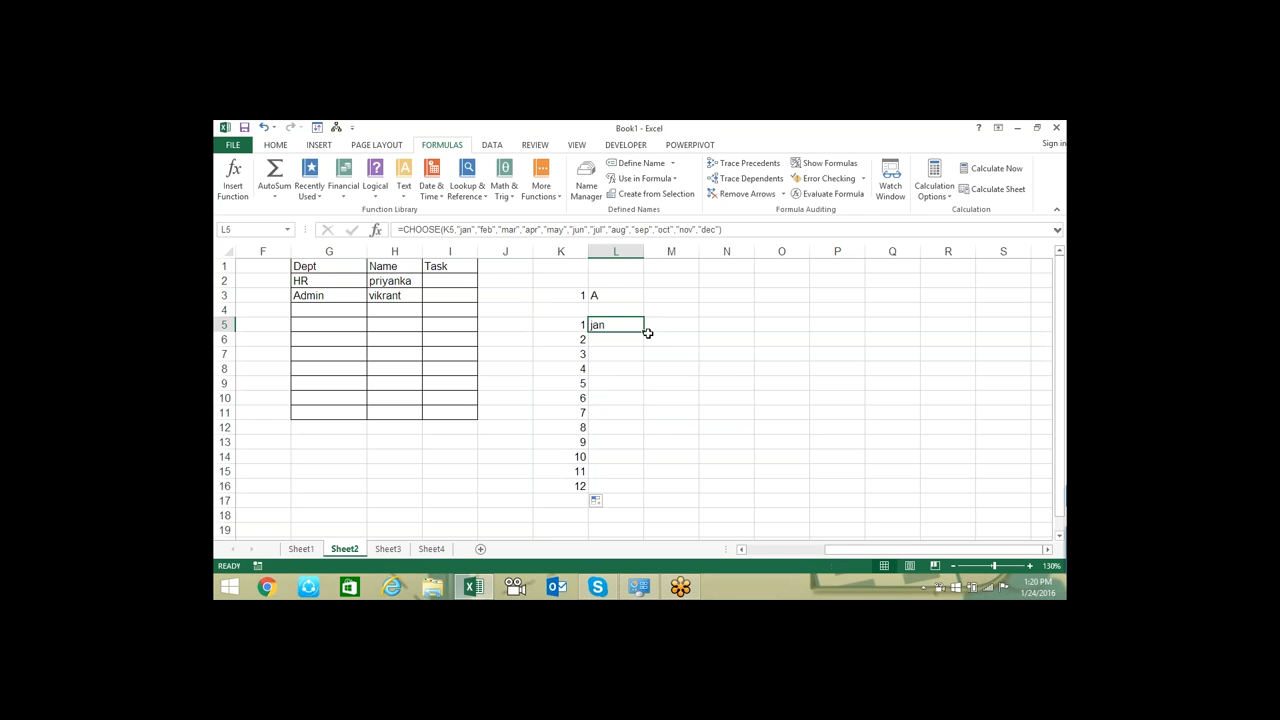 Book1 - Excel
?
FILE HOME INSERT PAGE LAYOUT FORMULAS DATA REVIEW VIEW DEVELOPER POWERPIVOT Sign in
fx Insert Function
Σ AutoSum
Recently Used
Financial
Logical
Text
Date & Time
Lookup & Reference
Math & Trig
More Functions
Function Library
Name Manager
Define Name
Use in Formula
Create from Selection
Defined Names
Trace Precedents
Trace Dependents
Remove Arrows
Show Formulas
Error Checking
Evaluate Formula
Formula Auditing
Watch Window
Calculation Options
Calculate Now
Calculate Sheet
Calculation
L5 fx =CHOOSE(K5,"jan","feb","mar","apr","may","jun","jul","aug","sep","oct","nov","dec")
F G H I J K L M N O P Q R S
1 Dept Name Task
2 HR priyanka
3 Admin vikrant 1 A
4
5 1 jan
6 2
7 3
8 4
9 5
10 6
11 7
12 8
13 9
14 10
15 11
16 12
17
18
19
Sheet1 Sheet2 Sheet3 Sheet4
READY 130%
1:20 PM
1/24/2016